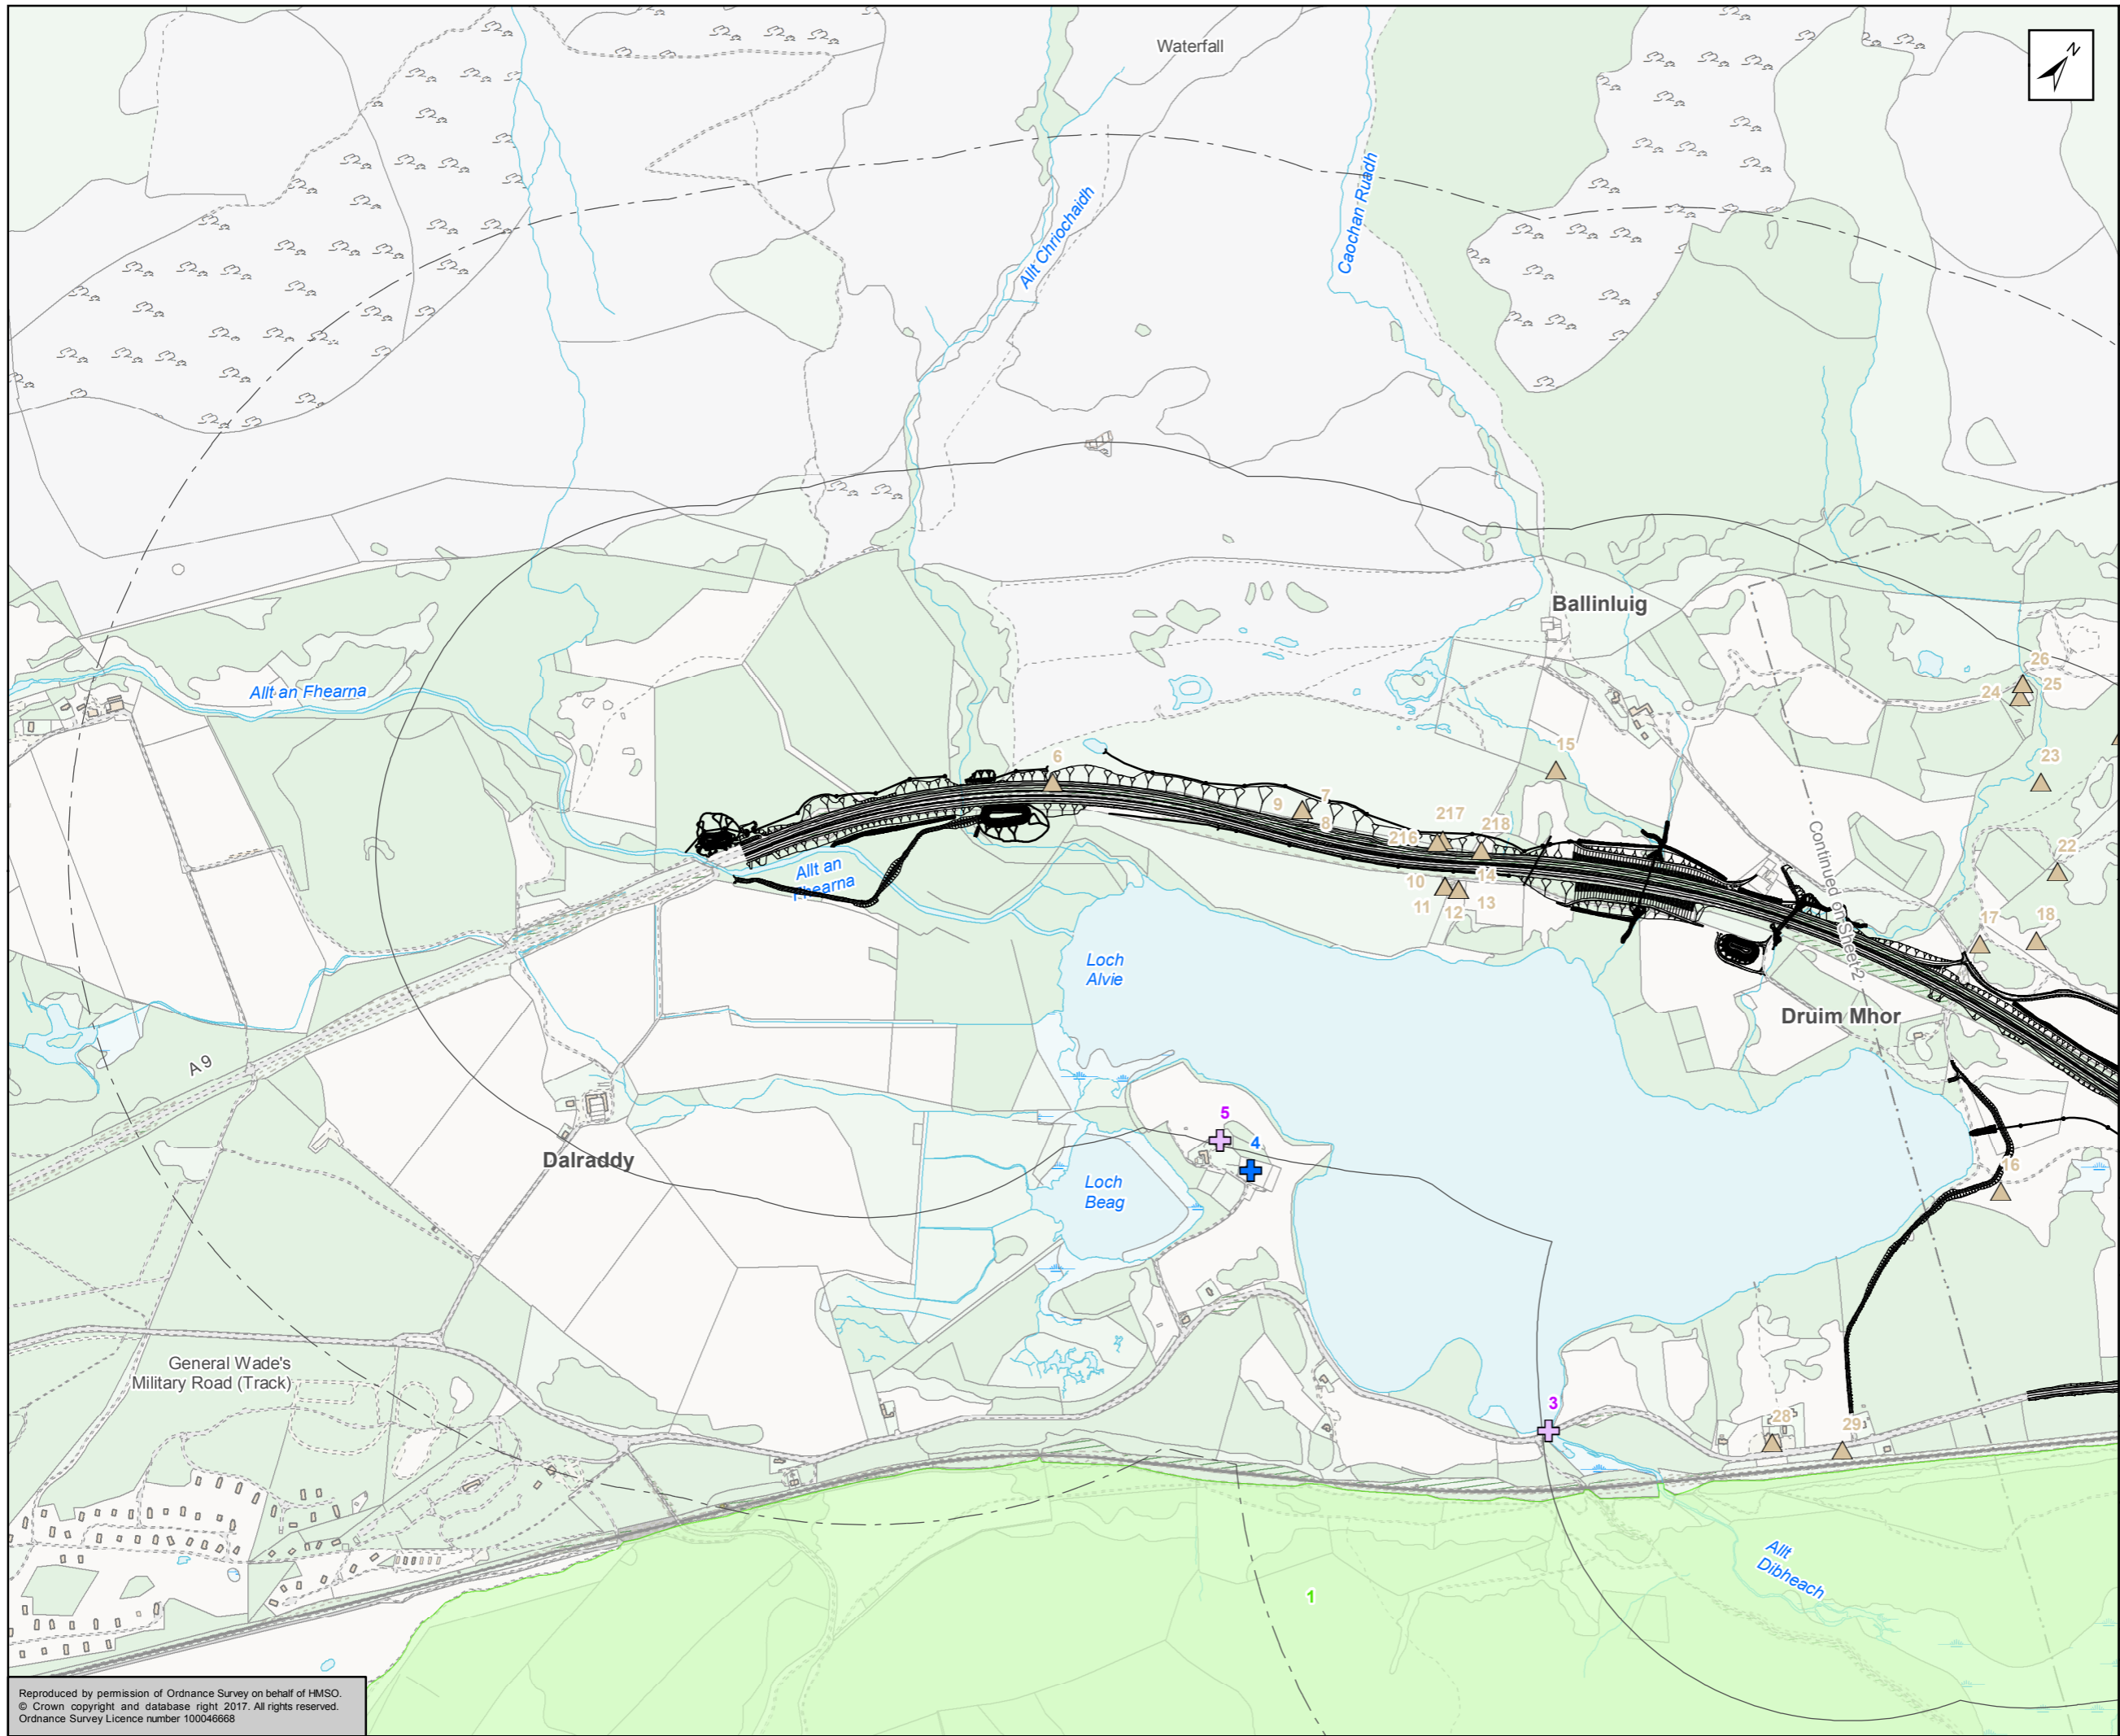 Waterfall
N
Allt Chriochaidh
Caochan Ruadh
Ballinluig
26
24
25
Allt an Fhearna
15
23
6
9
7
8
217
218
216
22
Allt an
Fhearna
14
10
11
12
13
17
18
Continued on Sheet 2
Loch
Alvie
Druim Mhor
A 9
5
4
Dalraddy
16
Loch
Beag
General Wade's
Military Road (Track)
3
28
29
Allt
Dibheach
1
Reproduced by permission of Ordnance Survey on behalf of HMSO.
© Crown copyright and database right 2017. All rights reserved.
Ordnance Survey Licence number 100046668